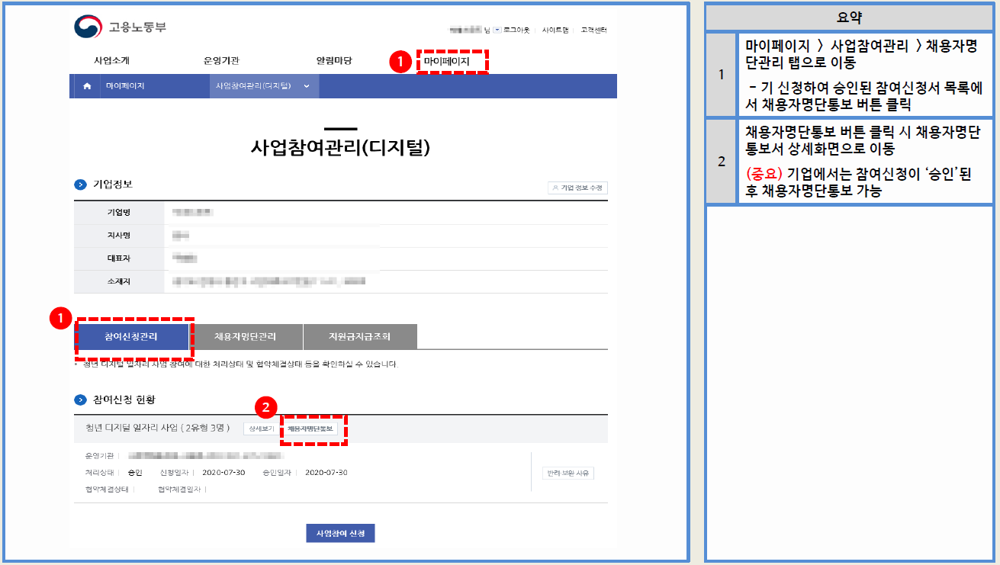 고용노동부
님 로그아웃 사이트맵 고객센터
사업소개 운영기관 알림마당 1 마이페이지
마이페이지 사업참여관리(디지털)
사업참여관리(디지털)
기업정보
기업 정보 수정
기업명
지사명
대표자
소재지
1
참여신청관리 채용자명단관리 지원금지급조회
* 청년 디지털 일자리 사업 참여에 대한 처리상태 및 협약체결상태 등을 확인하실 수 있습니다.
참여신청 현황
2
청년 디지털 일자리 사업 ( 2유형 3명 ) 상세보기 채용자명단통보
운영기관
처리상태 승인 신청일자 2020-07-30 승인일자 2020-07-30
반려·보완 사유
협약체결상태 협약체결일자
사업참여 신청
요약
1
마이페이지 > 사업참여관리 > 채용자명
단관리 탭으로 이동
- 기 신청하여 승인된 참여신청서 목록에
서 채용자명단통보 버튼 클릭
2
채용자명단통보 버튼 클릭 시 채용자명단
통보서 상세화면으로 이동
(중요) 기업에서는 참여신청이 ‘승인’된
후 채용자명단통보 가능